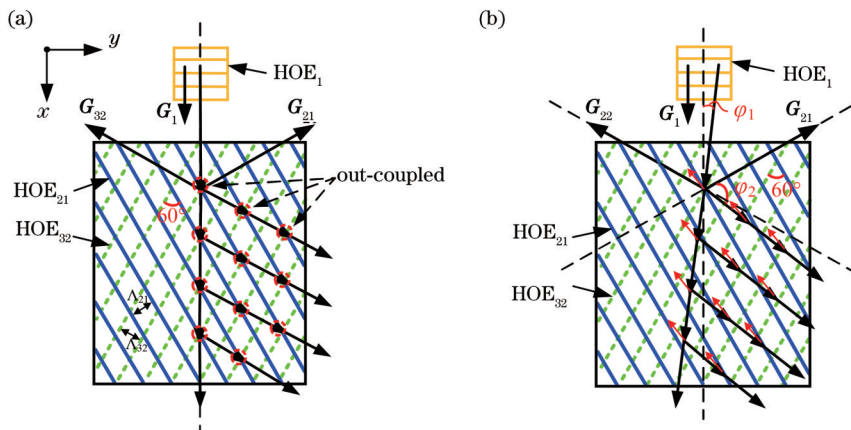 (a)
y
x
HOE₁
G₁
G₃₂
G₂₁
HOE₂₁
HOE₃₂
60°
out-coupled
Λ₂₁
Λ₃₂
(b)
HOE₁
G₁
φ₁
G₂₂
G₂₁
φ₂
60°
HOE₂₁
HOE₃₂